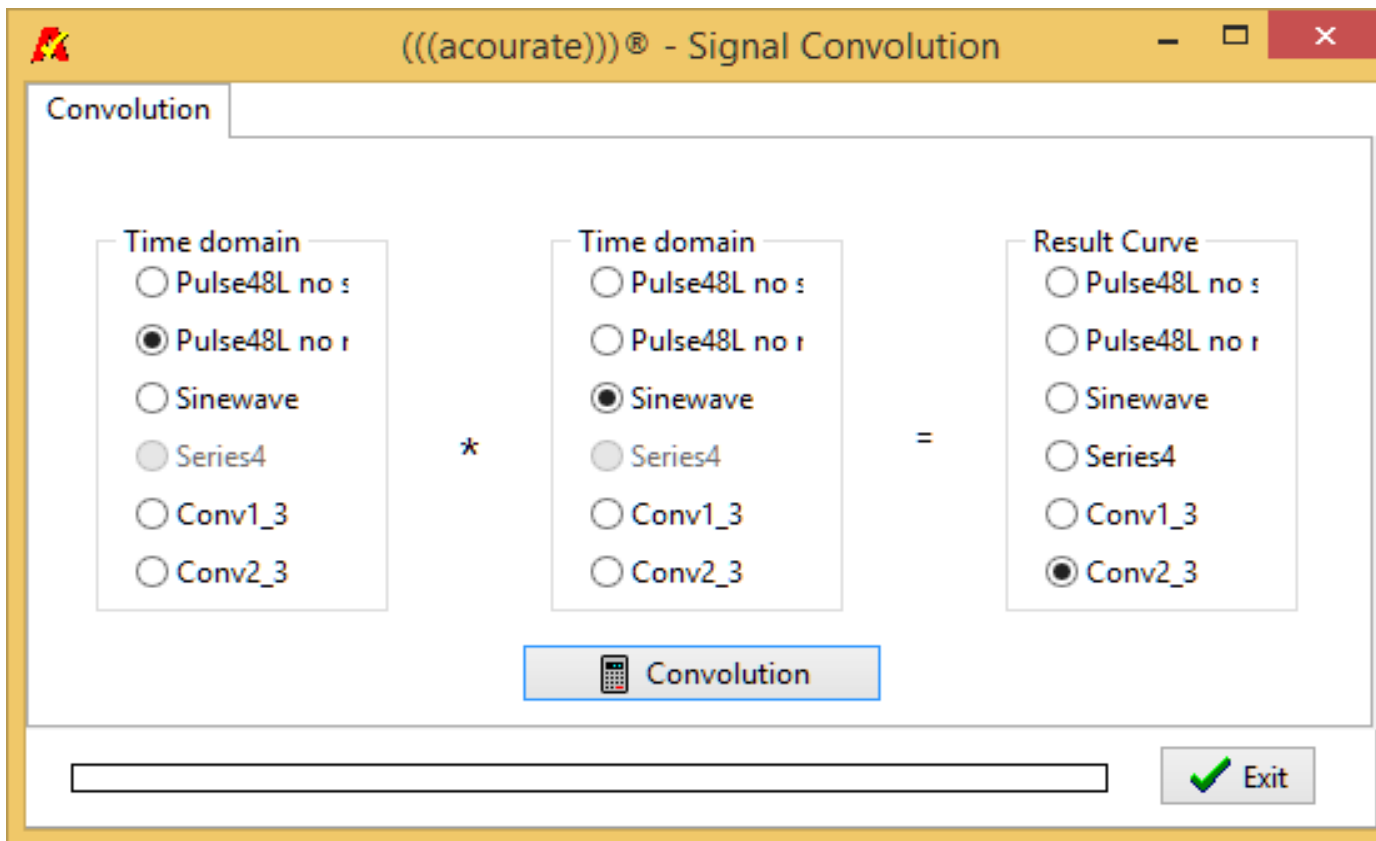 (((acourate)))® - Signal Convolution
Convolution
Time domain
Pulse48L no s
Pulse48L no r
Sinewave
Series4
Conv1_3
Conv2_3
*
Time domain
Pulse48L no s
Pulse48L no r
Sinewave
Series4
Conv1_3
Conv2_3
=
Result Curve
Pulse48L no s
Pulse48L no r
Sinewave
Series4
Conv1_3
Conv2_3
Convolution
Exit